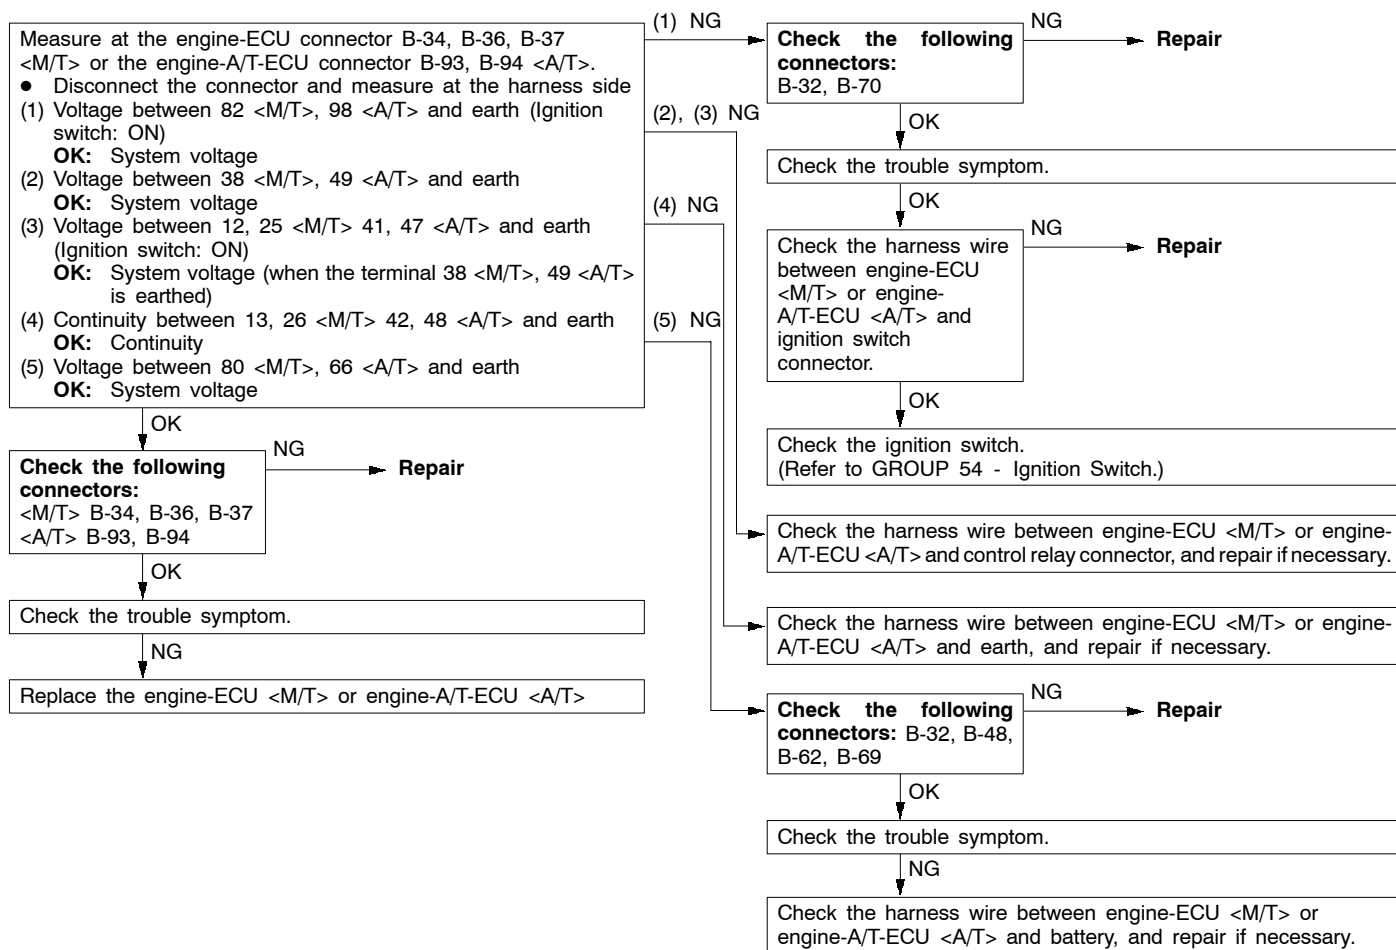 Measure at the engine-ECU connector B-34, B-36, B-37
<M/T> or the engine-A/T-ECU connector B-93, B-94 <A/T>.
● Disconnect the connector and measure at the harness side
(1) Voltage between 82 <M/T>, 98 <A/T> and earth (Ignition
switch: ON)
OK: System voltage
(2) Voltage between 38 <M/T>, 49 <A/T> and earth
OK: System voltage
(3) Voltage between 12, 25 <M/T> 41, 47 <A/T> and earth
(Ignition switch: ON)
OK: System voltage (when the terminal 38 <M/T>, 49 <A/T>
is earthed)
(4) Continuity between 13, 26 <M/T> 42, 48 <A/T> and earth
OK: Continuity
(5) Voltage between 80 <M/T>, 66 <A/T> and earth
OK: System voltage
OK
Check the following
connectors:
<M/T> B-34, B-36, B-37
<A/T> B-93, B-94
NG
Repair
OK
Check the trouble symptom.
NG
Replace the engine-ECU <M/T> or engine-A/T-ECU <A/T>
(1) NG
Check the following
connectors:
B-32, B-70
NG
Repair
OK
Check the trouble symptom.
OK
Check the harness wire
between engine-ECU
<M/T> or engine-
A/T-ECU <A/T> and
ignition switch
connector.
NG
Repair
OK
Check the ignition switch.
(Refer to GROUP 54 - Ignition Switch.)
(2), (3) NG
Check the harness wire between engine-ECU <M/T> or engine-
A/T-ECU <A/T> and control relay connector, and repair if necessary.
(4) NG
Check the harness wire between engine-ECU <M/T> or engine-
A/T-ECU <A/T> and earth, and repair if necessary.
(5) NG
Check the following
connectors: B-32, B-48,
B-62, B-69
NG
Repair
OK
Check the trouble symptom.
NG
Check the harness wire between engine-ECU <M/T> or
engine-A/T-ECU <A/T> and battery, and repair if necessary.